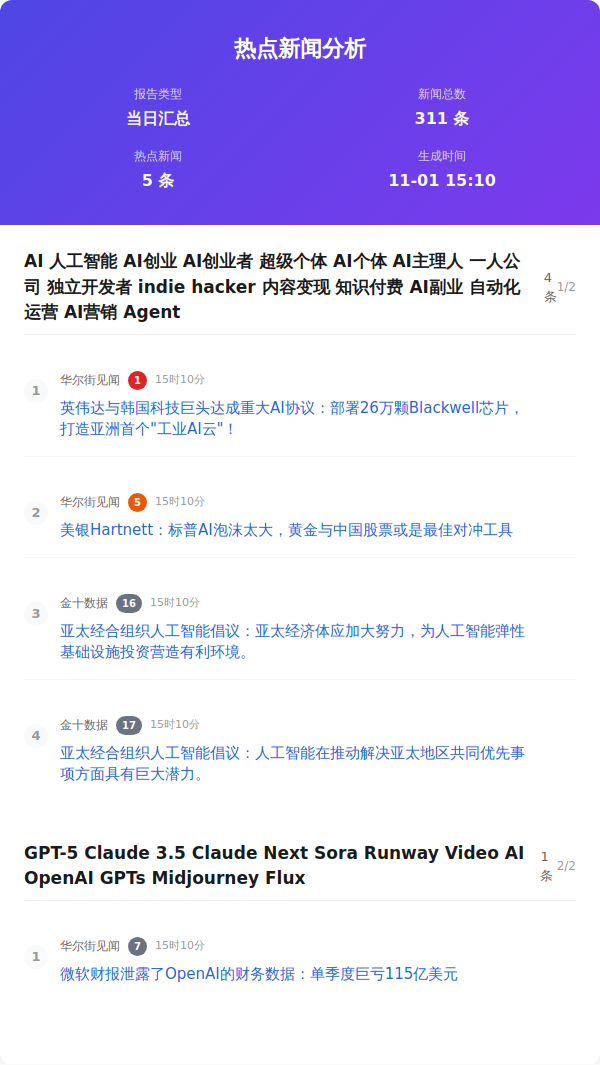 热点新闻分析
报告类型
当日汇总
新闻总数
311 条
热点新闻
5 条
生成时间
11-01 15:10
AI 人工智能 AI创业 AI创业者 超级个体 AI个体 AI主理人 一人公
司 独立开发者 indie hacker 内容变现 知识付费 AI副业 自动化
运营 AI营销 Agent
4
条
1/2
1
华尔街见闻 1 15时10分
英伟达与韩国科技巨头达成重大AI协议：部署26万颗Blackwell芯片，
打造亚洲首个"工业AI云"！
2
华尔街见闻 5 15时10分
美银Hartnett：标普AI泡沫太大，黄金与中国股票或是最佳对冲工具
3
金十数据 16 15时10分
亚太经合组织人工智能倡议：亚太经济体应加大努力，为人工智能弹性
基础设施投资营造有利环境。
4
金十数据 17 15时10分
亚太经合组织人工智能倡议：人工智能在推动解决亚太地区共同优先事
项方面具有巨大潜力。
GPT-5 Claude 3.5 Claude Next Sora Runway Video AI
OpenAI GPTs Midjourney Flux
1
条
2/2
1
华尔街见闻 7 15时10分
微软财报泄露了OpenAI的财务数据：单季度巨亏115亿美元